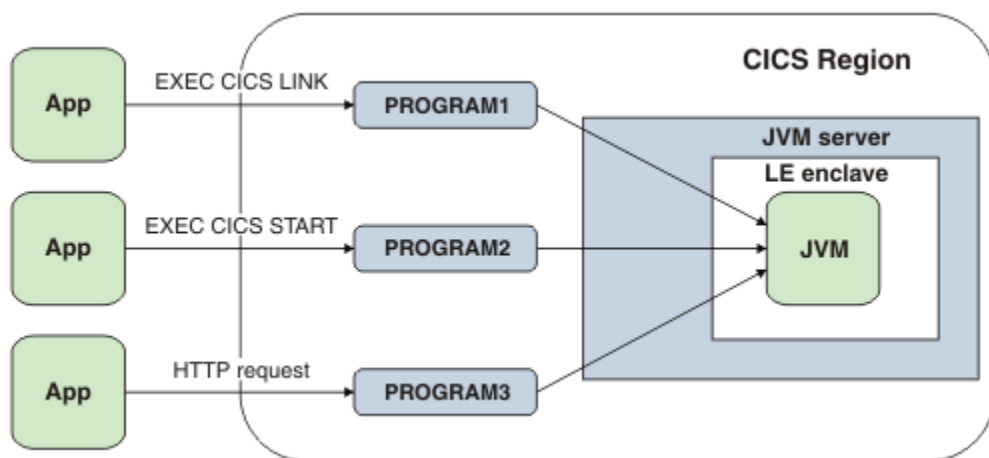 CICS Region
App
EXEC CICS LINK
PROGRAM1
JVM server
LE enclave
App
EXEC CICS START
PROGRAM2
JVM
App
HTTP request
PROGRAM3